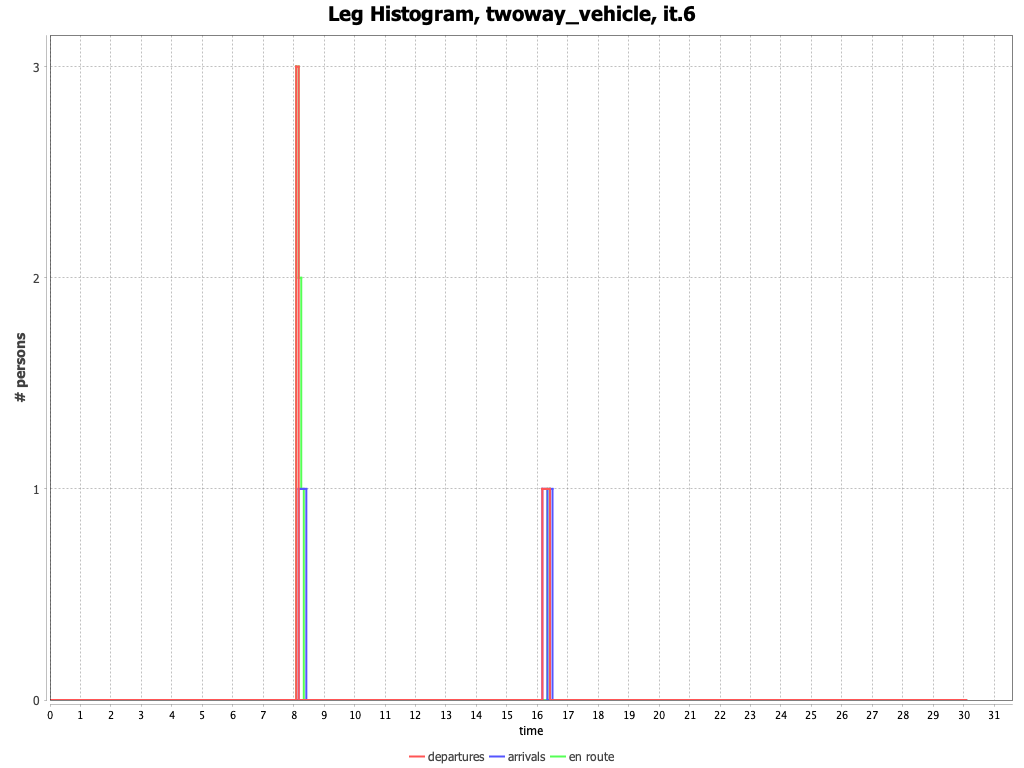 Leg Histogram, twoway_vehicle, it.6
# persons
3
2
1
0
0 1 2 3 4 5 6 7 8 9 10 11 12 13 14 15 16 17 18 19 20 21 22 23 24 25 26 27 28 29 30 31
time
departures arrivals en route